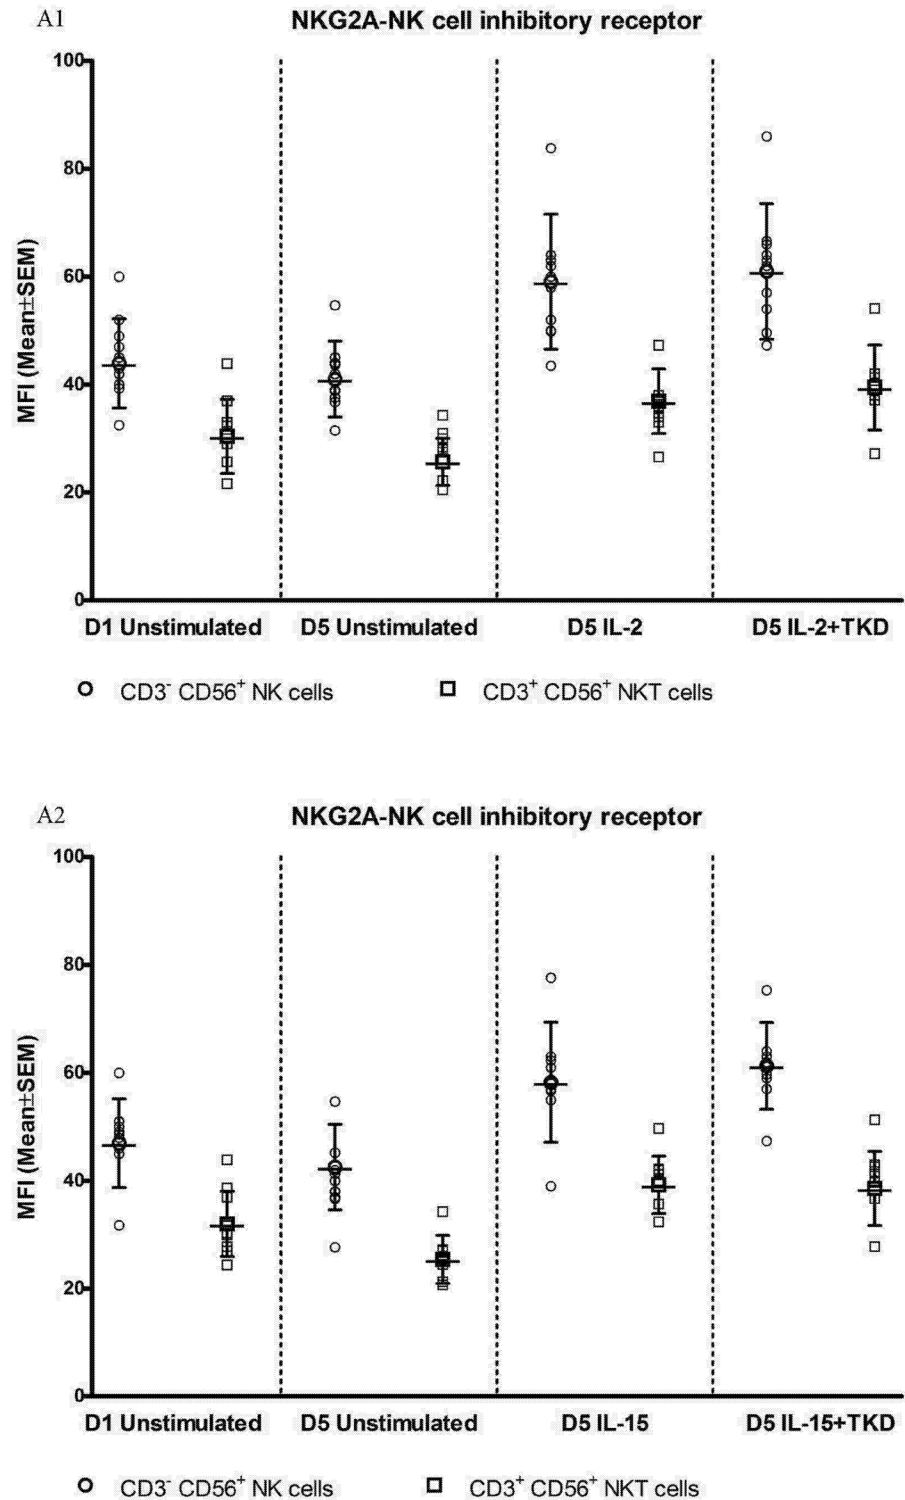 A1
NKG2A-NK cell inhibitory receptor
100
80
60
40
20
0
MFI (Mean±SEM)
D1 Unstimulated D5 Unstimulated D5 IL-2 D5 IL-2+TKD
CD3⁻ CD56⁺ NK cells CD3⁺ CD56⁺ NKT cells
A2
NKG2A-NK cell inhibitory receptor
100
80
60
40
20
0
MFI (Mean±SEM)
D1 Unstimulated D5 Unstimulated D5 IL-15 D5 IL-15+TKD
CD3⁻ CD56⁺ NK cells CD3⁺ CD56⁺ NKT cells